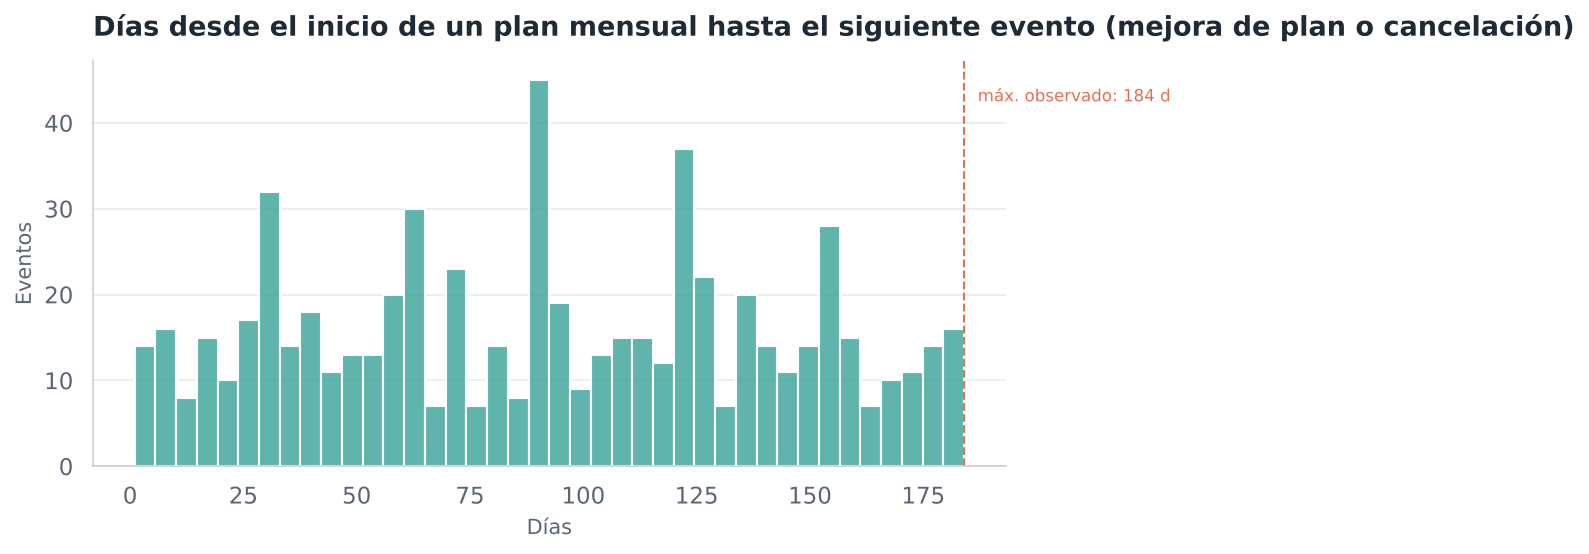 Días desde el inicio de un plan mensual hasta el siguiente evento (mejora de plan o cancelación)
máx. observado: 184 d
40
30
20
10
0
Eventos
0 25 50 75 100 125 150 175
Días